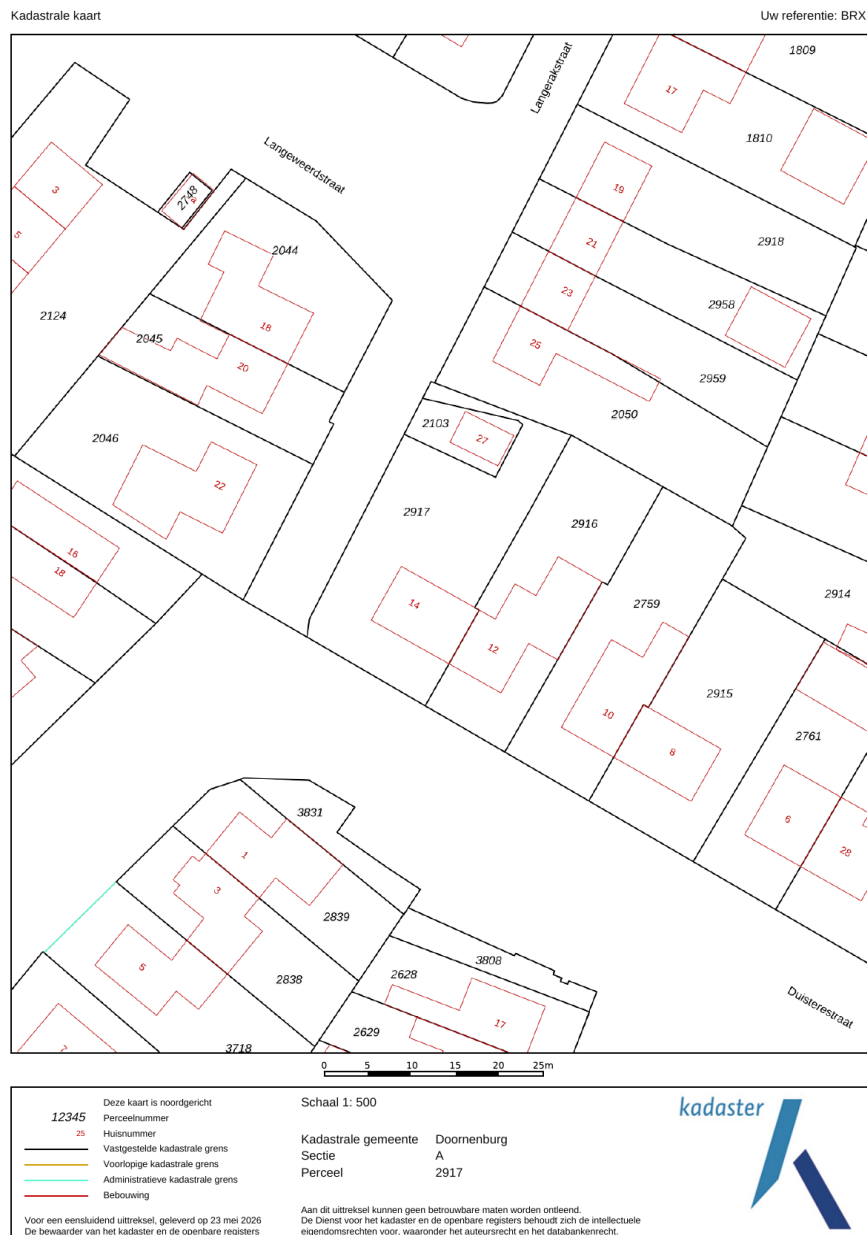 Kadastrale kaart
Uw referentie: BRX
Langerakstraat
1809
17
1810
Langeweerdstraat
3
2748
19
5
21
2918
2044
23
2958
2124
18
25
2045
20
2959
2050
2103
27
2046
22
2917
2916
16
18
14
2759
2914
12
2915
10
2761
8
6
28
3831
1
3
2839
5
2838
3808
2628
17
Duisterestraat
2629
7
3718
0 5 10 15 20 25m
Deze kaart is noordgericht
12345 Perceelnummer
25 Huisnummer
Vastgestelde kadastrale grens
Voorlopige kadastrale grens
Administratieve kadastrale grens
Bebouwing
Voor een eensluidend uittreksel, geleverd op 23 mei 2026
De bewaarder van het kadaster en de openbare registers
Schaal 1: 500
Kadastrale gemeente Doornenburg
Sectie A
Perceel 2917
Aan dit uittreksel kunnen geen betrouwbare maten worden ontleend.
De Dienst voor het kadaster en de openbare registers behoudt zich de intellectuele
eigendomsrechten voor, waaronder het auteursrecht en het databankenrecht.
kadaster